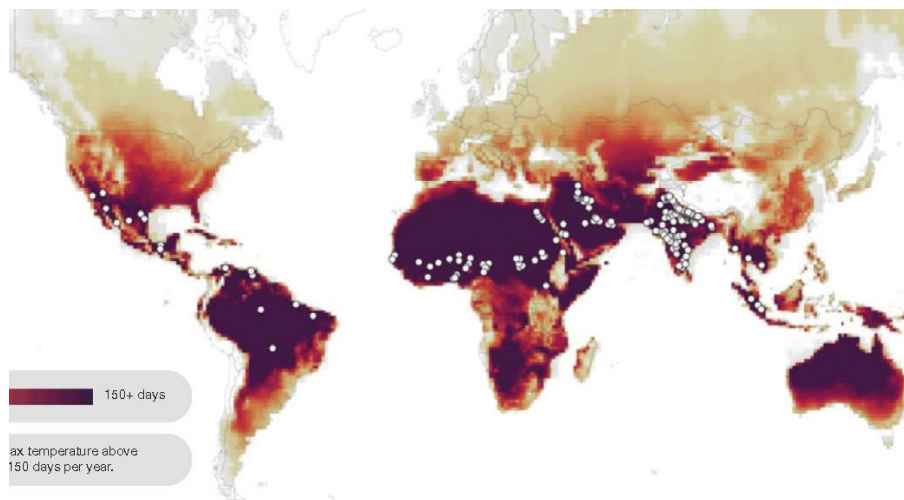 150+ days
ax temperature above
150 days per year.